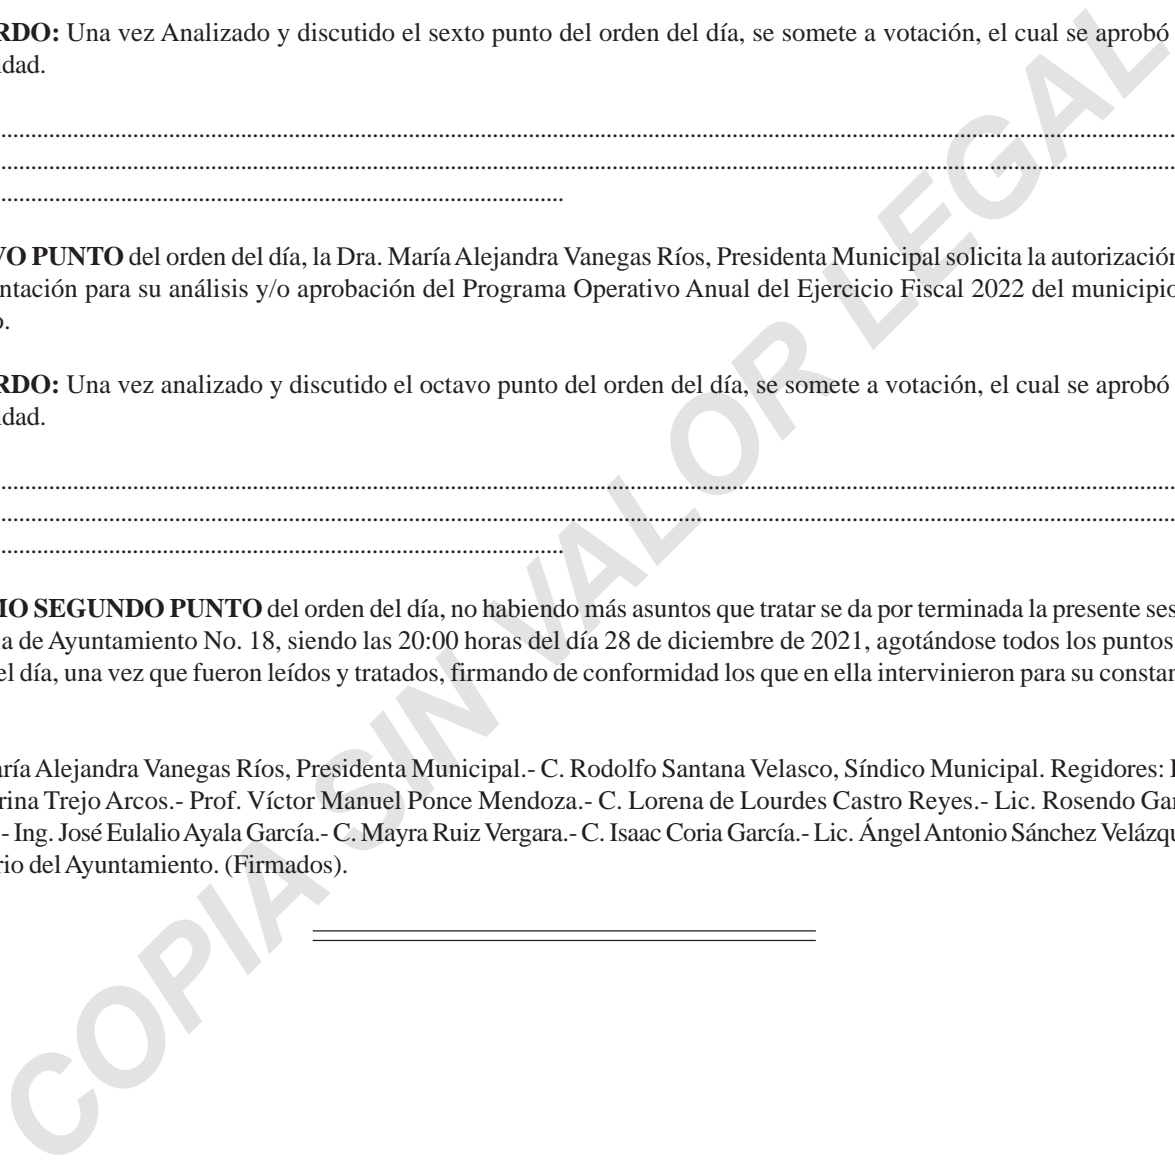 RDO: Una vez Analizado y discutido el sexto punto del orden del día, se somete a votación, el cual se aprobó
dad.
................................................................................
................................................................................
................................................................................
VO PUNTO del orden del día, la Dra. María Alejandra Vanegas Ríos, Presidenta Municipal solicita la autorización
ntación para su análisis y/o aprobación del Programa Operativo Anual del Ejercicio Fiscal 2022 del municipio
o.
RDO: Una vez analizado y discutido el octavo punto del orden del día, se somete a votación, el cual se aprobó
dad.
................................................................................
................................................................................
................................................................................
MO SEGUNDO PUNTO del orden del día, no habiendo más asuntos que tratar se da por terminada la presente ses
ia de Ayuntamiento No. 18, siendo las 20:00 horas del día 28 de diciembre de 2021, agotándose todos los puntos
el día, una vez que fueron leídos y tratados, firmando de conformidad los que en ella intervinieron para su constan
aría Alejandra Vanegas Ríos, Presidenta Municipal.- C. Rodolfo Santana Velasco, Síndico Municipal. Regidores:
rina Trejo Arcos.- Prof. Víctor Manuel Ponce Mendoza.- C. Lorena de Lourdes Castro Reyes.- Lic. Rosendo Gar
.- Ing. José Eulalio Ayala García.- C. Mayra Ruiz Vergara.- C. Isaac Coria García.- Lic. Ángel Antonio Sánchez Velázqu
rio del Ayuntamiento. (Firmados).
COPIA SIN VALOR LEGAL